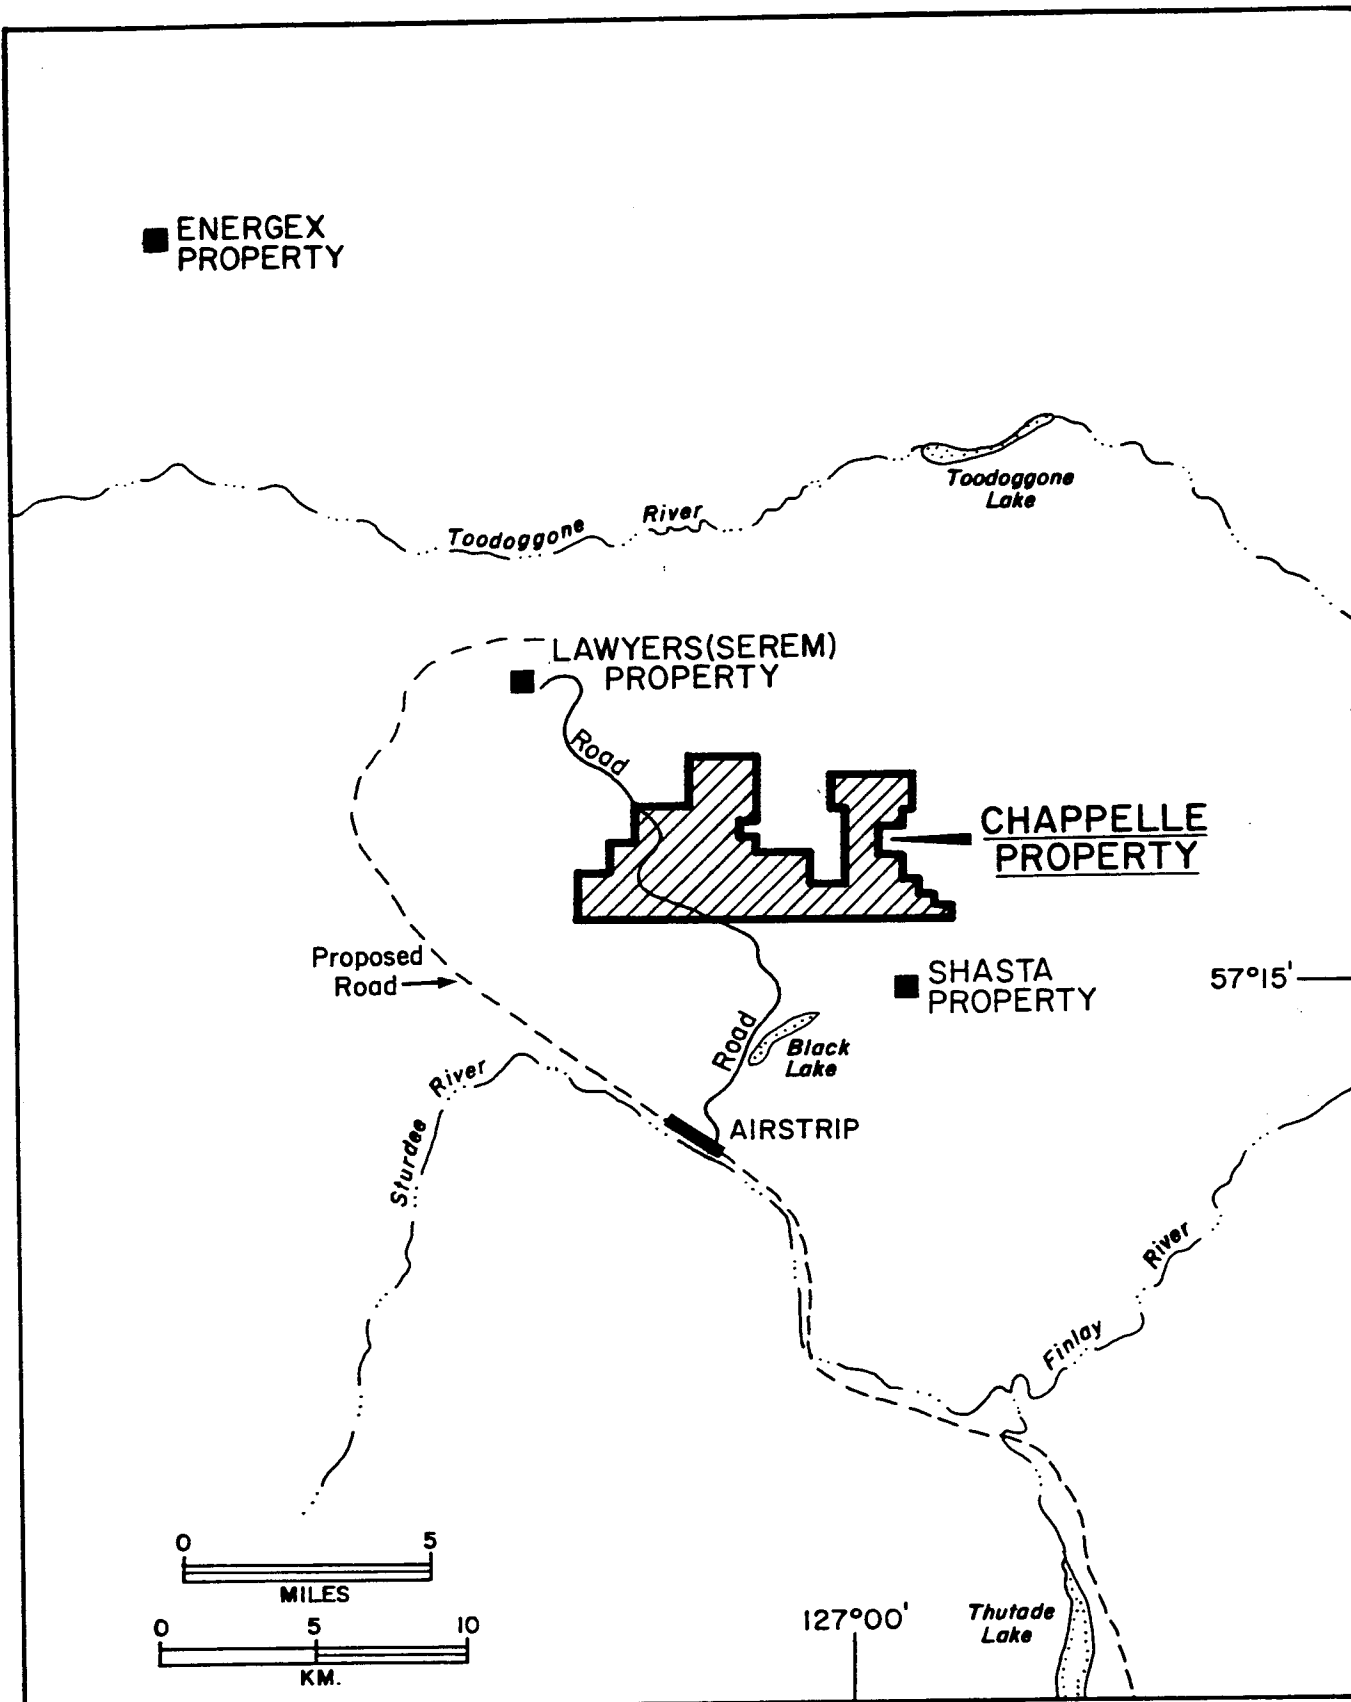 ENERGEX
PROPERTY
Toodoggone
Lake
Toodoggone River
LAWYERS(SEREM)
PROPERTY
Road
CHAPPELLE
PROPERTY
Proposed
Road
SHASTA
PROPERTY
57°15'
Road
Black
Lake
Sturdee River
AIRSTRIP
Finlay River
0 5
MILES
0 5 10
KM.
127°00'
Thutade
Lake